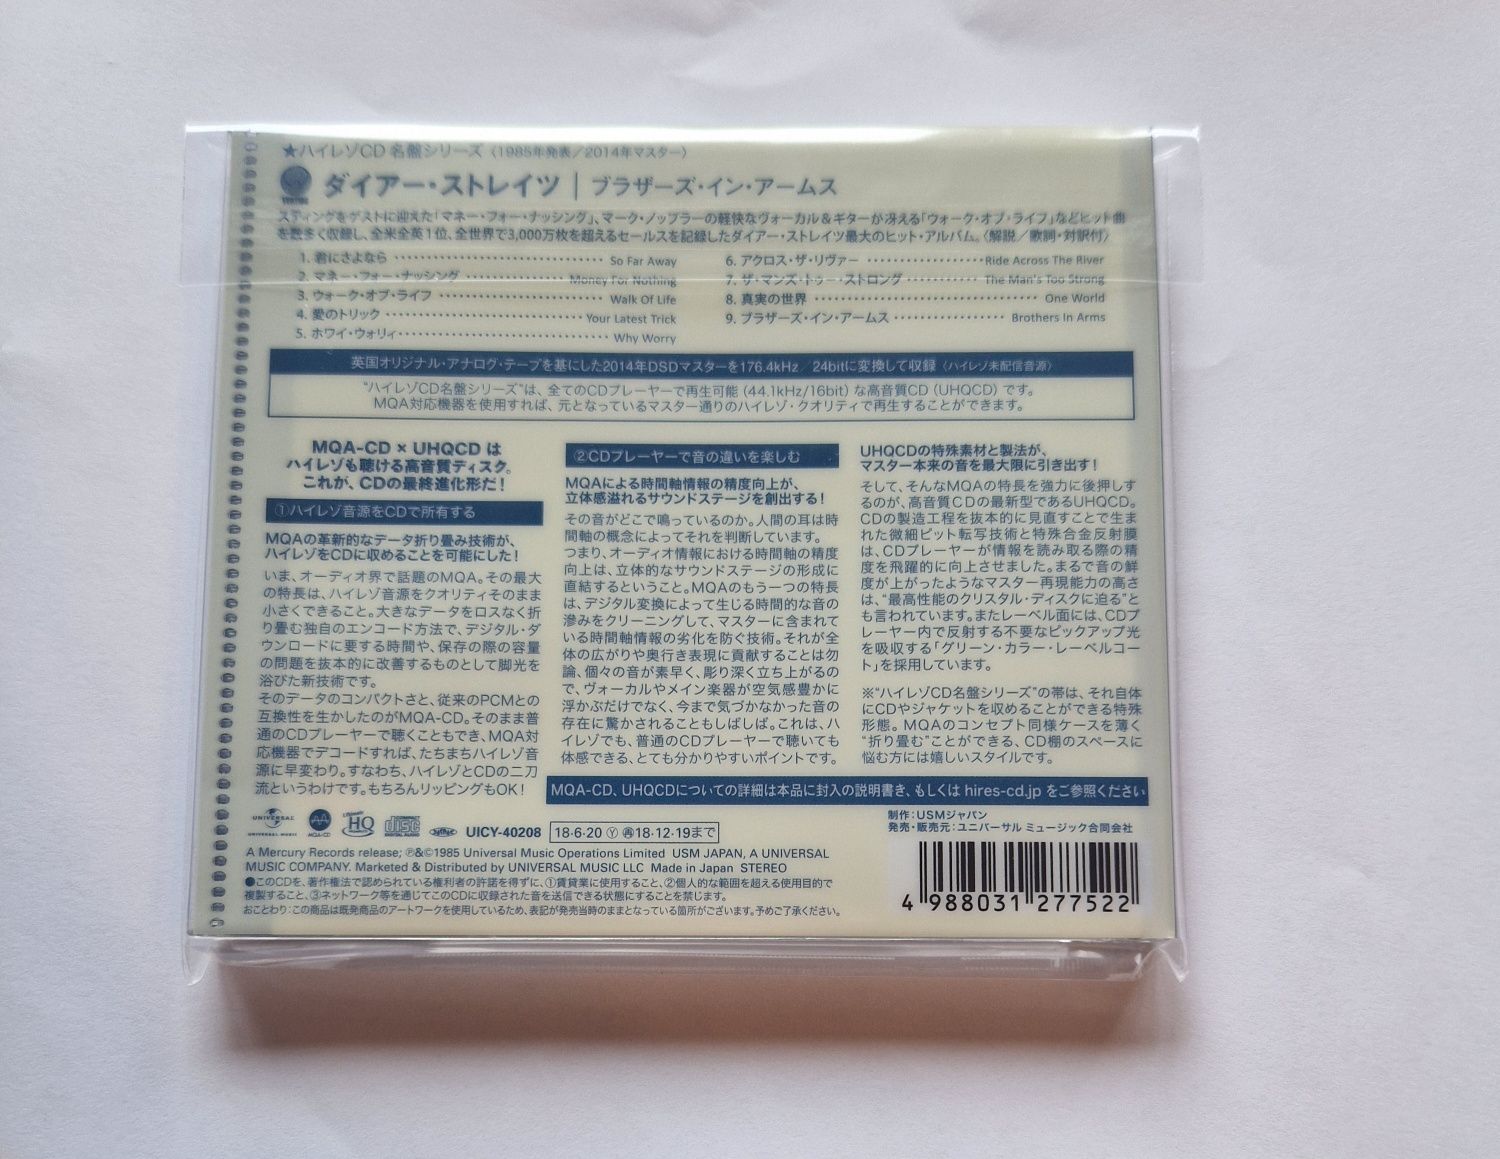 ★ハイレゾCD 名盤シリーズ〈1985年発表／2014年マスター〉
ダイアー・ストレイツ｜ブラザーズ・イン・アームス
スティングをゲストに迎えた「マネー・フォー・ナッシング」、マーク・ノップラーの軽快なヴォーカル＆ギターが冴える「ウォーク・オブ・ライフ」などヒット曲
を数多く収録し、全米全英1位、全世界で3,000万枚を超えるセールスを記録したダイアー・ストレイツ最大のヒット・アルバム。〈解説／歌詞・対訳付〉
1. 君にさよなら So Far Away
2. マネー・フォー・ナッシング Money For Nothing
3. ウォーク・オブ・ライフ Walk Of Life
4. 愛のトリック Your Latest Trick
5. ホワイ・ウォリィ Why Worry
6. アクロス・ザ・リヴァー Ride Across The River
7. ザ・マンズ・トゥー・ストロング The Man's Too Strong
8. 真実の世界 One World
9. ブラザーズ・イン・アームス Brothers In Arms
英国オリジナル・アナログ・テープを基にした2014年DSDマスターを176.4kHz／24bitに変換して収録〈ハイレゾ未配信音源〉
"ハイレゾCD名盤シリーズ"は、全てのCDプレーヤーで再生可能（44.1kHz/16bit）な高音質CD（UHQCD）です。
MQA対応機器を使用すれば、元となっているマスター通りのハイレゾ・クオリティで再生することができます。
MQA-CD × UHQCD は
ハイレゾも聴ける高音質ディスク。
これが、CDの最終進化形だ！
①ハイレゾ音源をCDで所有する
MQAの革新的なデータ折り畳み技術が、
ハイレゾをCDに収めることを可能にした！
いま、オーディオ界で話題のMQA。その最大
の特長は、ハイレゾ音源をクオリティそのまま
小さくできること。大きなデータをロスなく折
り畳む独自のエンコード方法で、デジタル・ダ
ウンロードに要する時間や、保存の際の容量
の問題を抜本的に改善するものとして脚光を
浴びた新技術です。
そのデータのコンパクトさと、従来のPCMとの
互換性を生かしたのがMQA-CD。そのまま普
通のCDプレーヤーで聴くこともでき、MQA対
応機器でデコードすれば、たちまちハイレゾ音
源に早変わり。すなわち、ハイレゾとCDの二刀
流というわけです。もちろんリッピングもOK！
②CDプレーヤーで音の違いを楽しむ
MQAによる時間軸情報の精度向上が、
立体感溢れるサウンドステージを創出する！
その音がどこで鳴っているのか。人間の耳は時
間軸の概念によってそれを判断しています。
つまり、オーディオ情報における時間軸の精度
向上は、立体的なサウンドステージの形成に
直結するということ。MQAのもう一つの特長
は、デジタル変換によって生じる時間的な音の
滲みをクリーニングして、マスターに含まれて
いる時間軸情報の劣化を防ぐ技術。それが全
体の広がりや奥行き表現に貢献することは勿
論、個々の音が素早く、彫り深く立ち上がるの
で、ヴォーカルやメイン楽器が空気感豊かに
浮かぶだけでなく、今まで気づかなかった音の
存在に驚かされることもしばしば。これは、ハ
イレゾでも、普通のCDプレーヤーで聴いても
体感できる、とても分かりやすいポイントです。
UHQCDの特殊素材と製法が、
マスター本来の音を最大限に引き出す！
そして、そんなMQAの特長を強力に後押しす
るのが、高音質CDの最新型であるUHQCD。
CDの製造工程を抜本的に見直すことで生ま
れた微細ピット転写技術と特殊合金反射膜
は、CDプレーヤーが情報を読み取る際の精
度を飛躍的に向上させました。まるで音の鮮
度が上がったようなマスター再現能力の高さ
は、"最高性能のクリスタル・ディスクに迫る"と
も言われています。またレーベル面には、CDプ
レーヤー内で反射する不要なピックアップ光
を吸収する「グリーン・カラー・レーベルコー
ト」を採用しています。
※"ハイレゾCD名盤シリーズ"の帯は、それ自体
にCDやジャケットを収めることができる特殊
形態。MQAのコンセプト同様ケースを薄く
"折り畳む"ことができる、CD棚のスペースに
悩む方には嬉しいスタイルです。
MQA-CD、UHQCDについての詳細は本品に封入の説明書き、もしくは hires-cd.jp をご参照ください
UNIVERSAL
UNIVERSAL MUSIC
MQA-CD
Ultimate HQ
COMPACT disc DIGITAL AUDIO
UICY-40208
18・6・20 Ⓨ 再18・12・19まで
制作：USMジャパン
発売・販売元：ユニバーサル ミュージック合同会社
A Mercury Records release; ℗&©1985 Universal Music Operations Limited USM JAPAN, A UNIVERSAL
MUSIC COMPANY. Marketed & Distributed by UNIVERSAL MUSIC LLC Made in Japan STEREO
●このCDを、著作権法で認められている権利者の許諾を得ずに、①賃貸業に使用すること、②個人的な範囲を超える使用目的で
複製すること、③ネットワーク等を通じてこのCDに収録された音を送信できる状態にすることを禁じます。
おことわり：この商品は既発商品のアートワークを使用しているため、表記が発売当時のままとなっている箇所がございます。予めご了承ください。
4 988031 277522